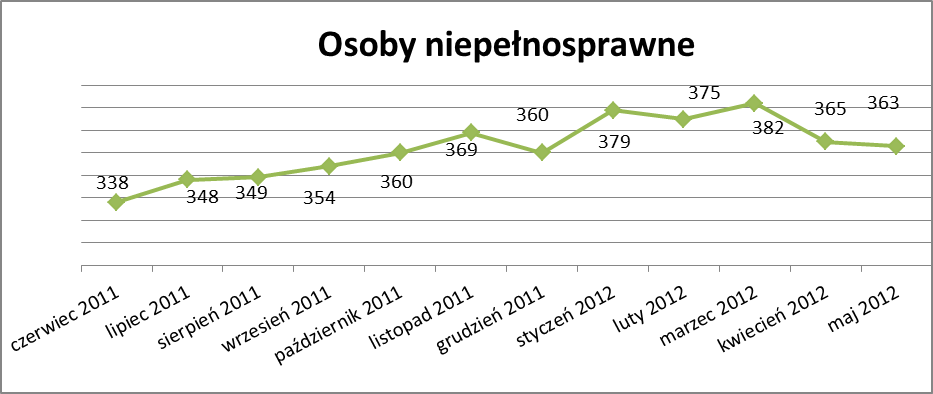 Osoby niepełnosprawne
338
348
349
354
360
369
360
379
375
382
365
363
czerwiec 2011
lipiec 2011
sierpień 2011
wrzesień 2011
październik 2011
listopad 2011
grudzień 2011
styczeń 2012
luty 2012
marzec 2012
kwiecień 2012
maj 2012